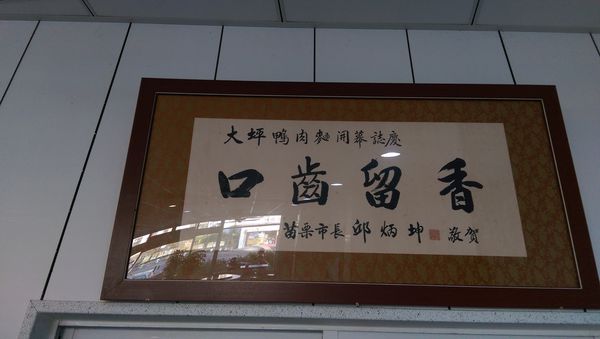 大坪鴨肉麵開幕誌慶
口齒留香
苗栗市長邱炳坤敬賀